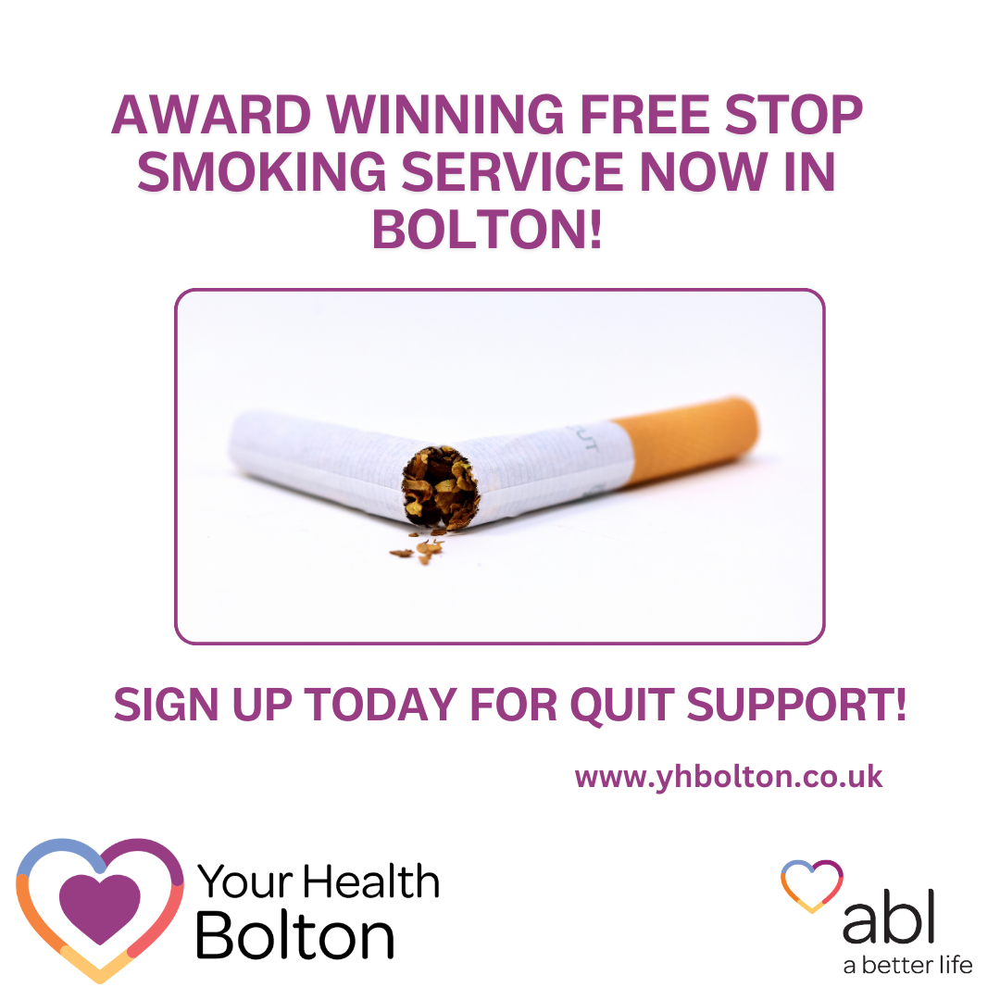 AWARD WINNING FREE STOP
SMOKING SERVICE NOW IN
BOLTON!
SIGN UP TODAY FOR QUIT SUPPORT!
www.yhbolton.co.uk
Your Health
Bolton
abl
a better life